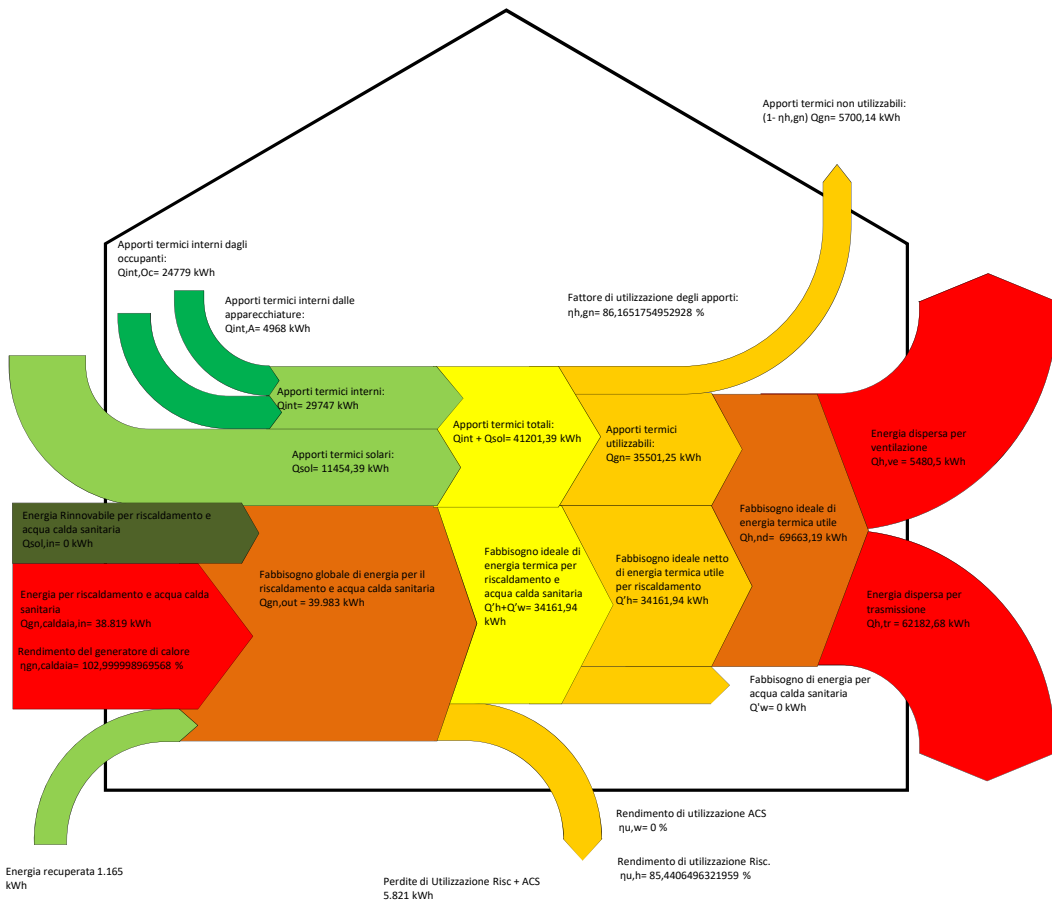 Apporti termici non utilizzabili:
(1- ηh,gn) Qgn= 5700,14 kWh
Apporti termici interni dagli
occupanti:
Qint,Oc= 24779 kWh
Apporti termici interni dalle
apparecchiature:
Qint,A= 4968 kWh
Fattore di utilizzazione degli apporti:
ηh,gn= 86,1651754952928 %
Apporti termici interni:
Qint= 29747 kWh
Apporti termici totali:
Qint + Qsol= 41201,39 kWh
Apporti termici
utilizzabili:
Qgn= 35501,25 kWh
Energia dispersa per
ventilazione
Qh,ve = 5480,5 kWh
Apporti termici solari:
Qsol= 11454,39 kWh
Energia Rinnovabile per riscaldamento e
acqua calda sanitaria
Qsol,in= 0 kWh
Fabbisogno ideale di
energia termica utile
Qh,nd= 69663,19 kWh
Fabbisogno globale di energia per il
riscaldamento e acqua calda sanitaria
Qgn,out = 39.983 kWh
Fabbisogno ideale di
energia termica per
riscaldamento e
acqua calda sanitaria
Q'h+Q'w= 34161,94
kWh
Fabbisogno ideale netto
di energia termica utile
per riscaldamento
Q'h= 34161,94 kWh
Energia per riscaldamento e acqua calda
sanitaria
Qgn,caldaia,in= 38.819 kWh
Rendimento del generatore di calore
ηgn,caldaia= 102,999998969568 %
Energia dispersa per
trasmissione
Qh,tr = 62182,68 kWh
Fabbisogno di energia per
acqua calda sanitaria
Q'w= 0 kWh
Rendimento di utilizzazione ACS
ηu,w= 0 %
Rendimento di utilizzazione Risc.
ηu,h= 85,4406496321959 %
Energia recuperata 1.165
kWh
Perdite di Utilizzazione Risc + ACS
5.821 kWh